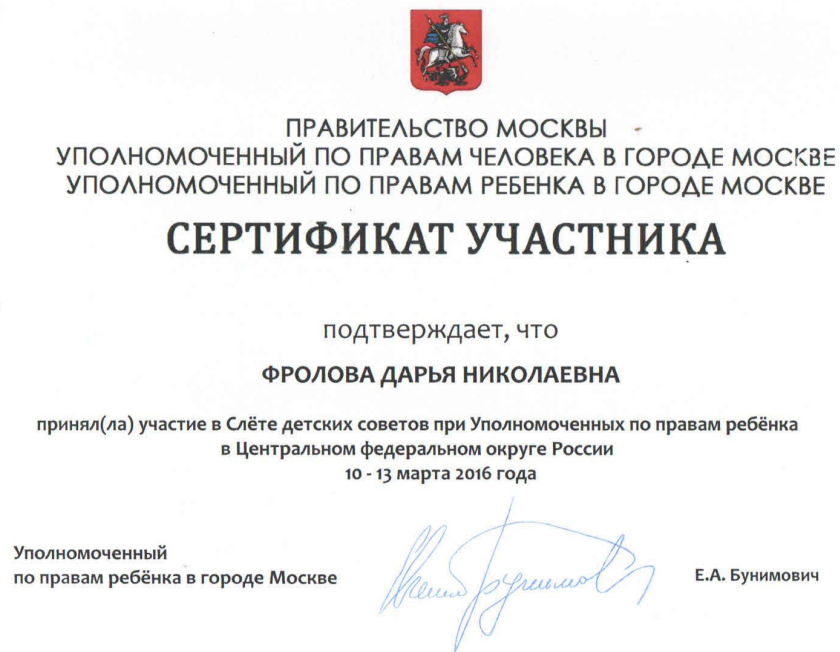 ПРАВИТЕЛЬСТВО МОСКВЫ
УПОЛНОМОЧЕННЫЙ ПО ПРАВАМ ЧЕЛОВЕКА В ГОРОДЕ МОСКВЕ
УПОЛНОМОЧЕННЫЙ ПО ПРАВАМ РЕБЕНКА В ГОРОДЕ МОСКВЕ
СЕРТИФИКАТ УЧАСТНИКА
подтверждает, что
ФРОЛОВА ДАРЬЯ НИКОЛАЕВНА
принял(ла) участие в Слёте детских советов при Уполномоченных по правам ребёнка
в Центральном федеральном округе России
10 - 13 марта 2016 года
Уполномоченный
по правам ребёнка в городе Москве
Е.А. Бунимович